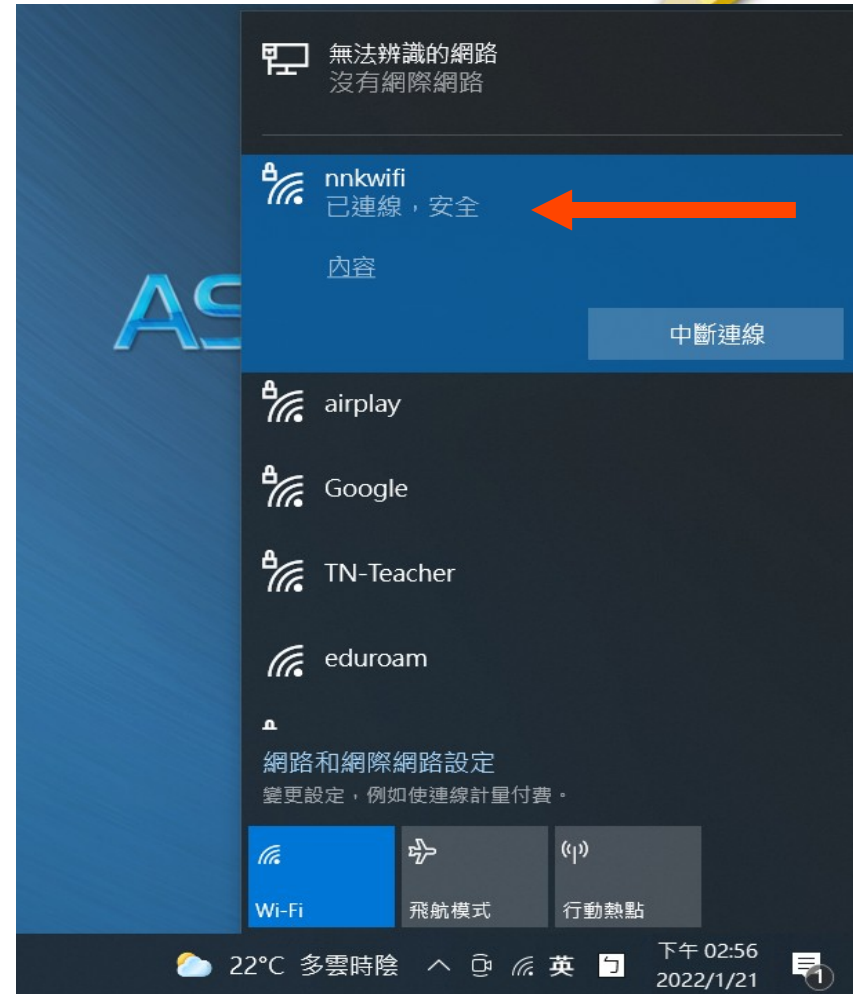 無法辨識的網路
沒有網際網路
nnkwifi
已連線，安全
內容
AS
中斷連線
airplay
Google
TN-Teacher
eduroam
網路和網際網路設定
變更設定，例如使連線計量付費。
Wi-Fi
飛航模式
行動熱點
22°C 多雲時陰
英
ㄅ
下午 02:56
2022/1/21
1